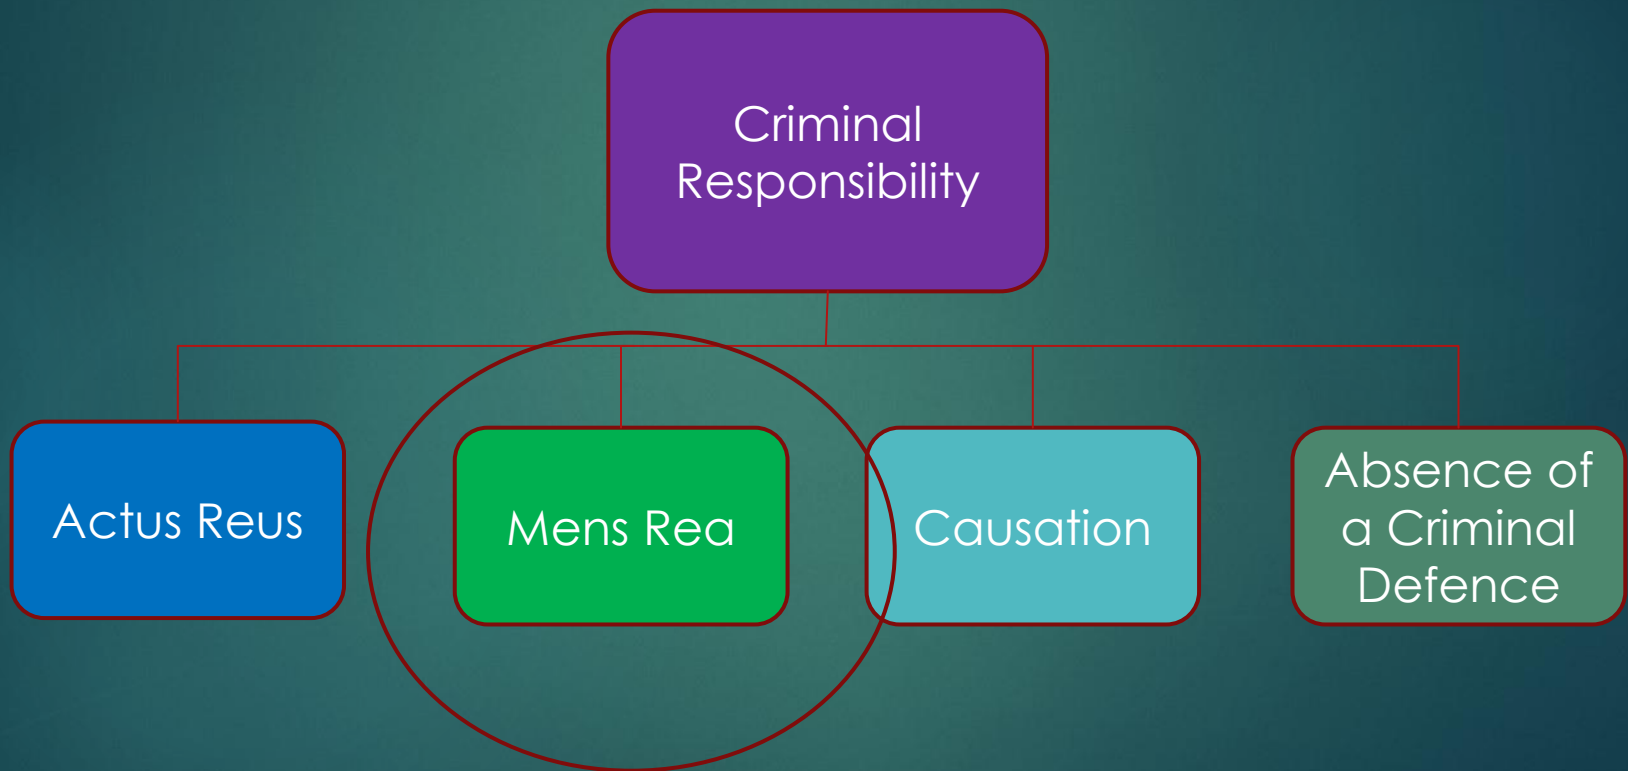 Criminal
Responsibility
Actus Reus
Mens Rea
Causation
Absence of
a Criminal
Defence